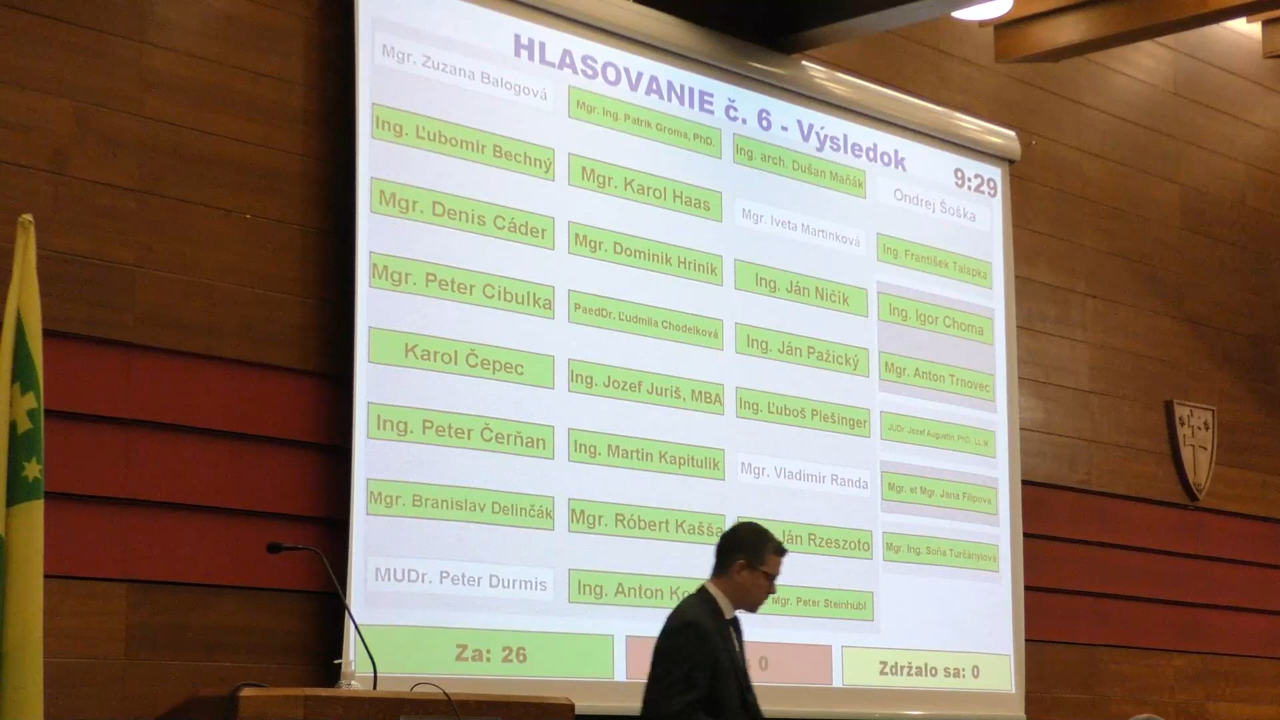 HLASOVANIE č. 6 - Výsledok
9:29
Mgr. Zuzana Balogová
Ing. Ľubomír Bechný
Mgr. Denis Cáder
Mgr. Peter Cibulka
Karol Čepec
Ing. Peter Čerňan
Mgr. Branislav Delinčák
MUDr. Peter Durmis
Mgr. Ing. Patrik Groma, PhD.
Mgr. Karol Haas
Mgr. Dominik Hriník
PaedDr. Ľudmila Chodelková
Ing. Jozef Juriš, MBA
Ing. Martin Kapitulík
Mgr. Róbert Kašša
Ing. Anton
Ing. arch. Dušan Maňák
Mgr. Iveta Martinková
Ing. Ján Ničík
Ing. Ján Pažický
Ing. Ľuboš Plešinger
Mgr. Vladimír Randa
Ján Rzeszoto
Mgr. Peter Steinhübl
Ondrej Šoška
Ing. František Talapka
Ing. Igor Choma
Mgr. Anton Trnovec
JUDr. Jozef Augustín, PhD., LL.M.
Mgr. et Mgr. Jana Filipová
Mgr. Ing. Soňa Turčányiová
Za: 26
0
Zdržalo sa: 0